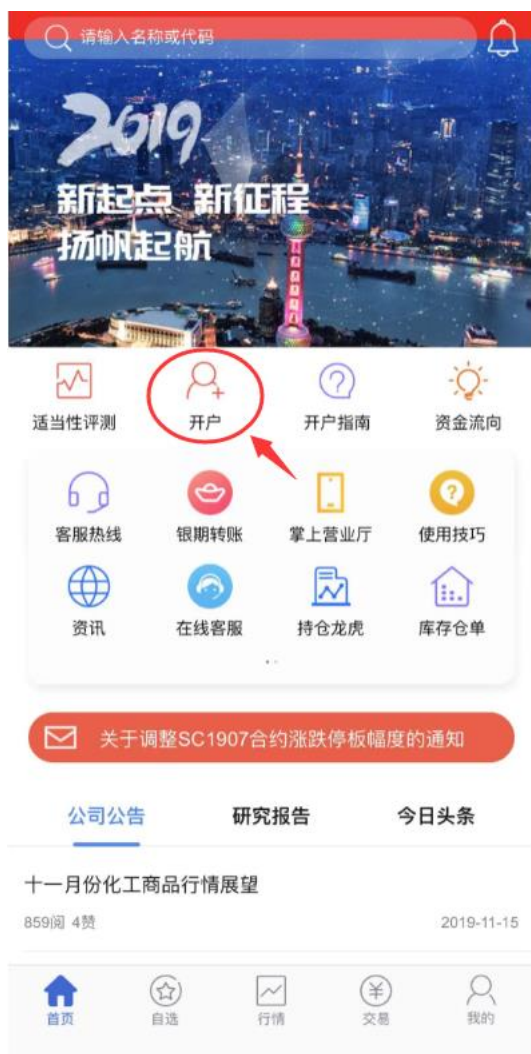 请输入名称或代码
2019
新起点 新征程
扬帆起航
适当性评测 开户 开户指南 资金流向
客服热线 银期转账 掌上营业厅 使用技巧
资讯 在线客服 持仓龙虎 库存仓单
关于调整SC1907合约涨跌停板幅度的通知
公司公告 研究报告 今日头条
十一月份化工商品行情展望
859阅 4赞 2019-11-15
首页 自选 行情 交易 我的